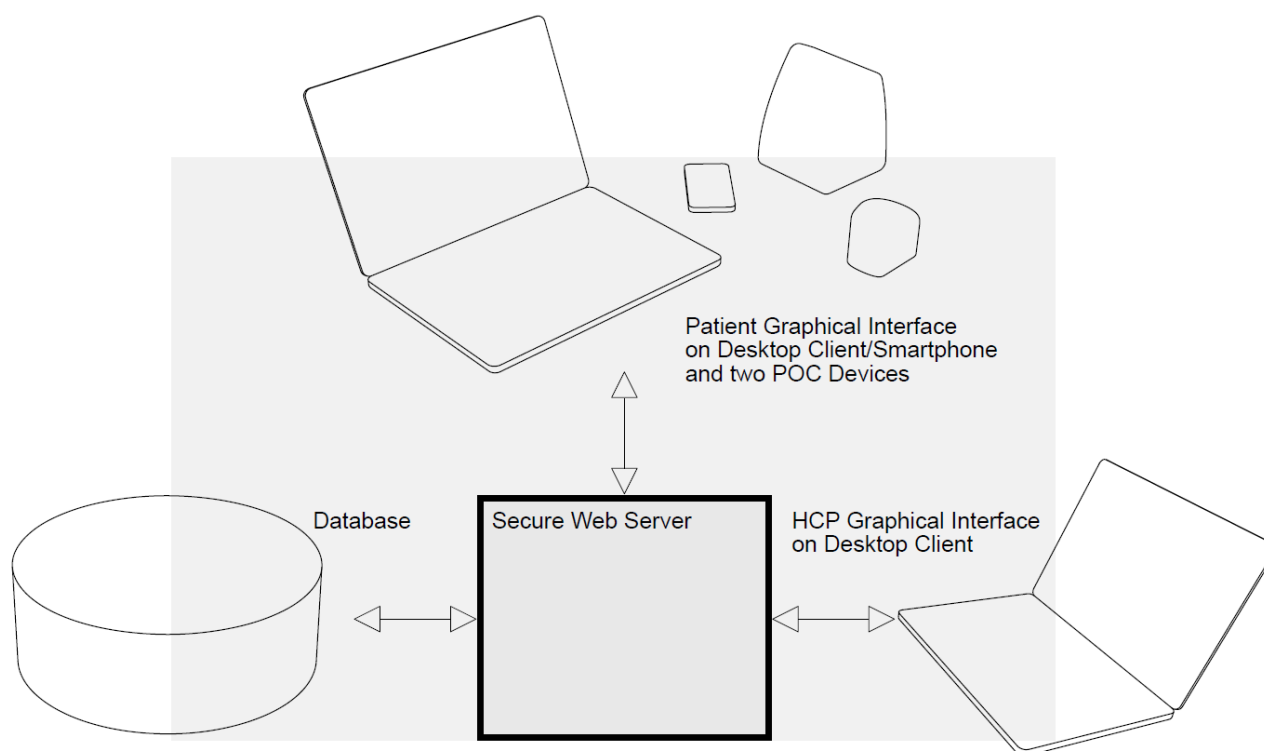 Patient Graphical Interface
on Desktop Client/Smartphone
and two POC Devices
Database
Secure Web Server
HCP Graphical Interface
on Desktop Client